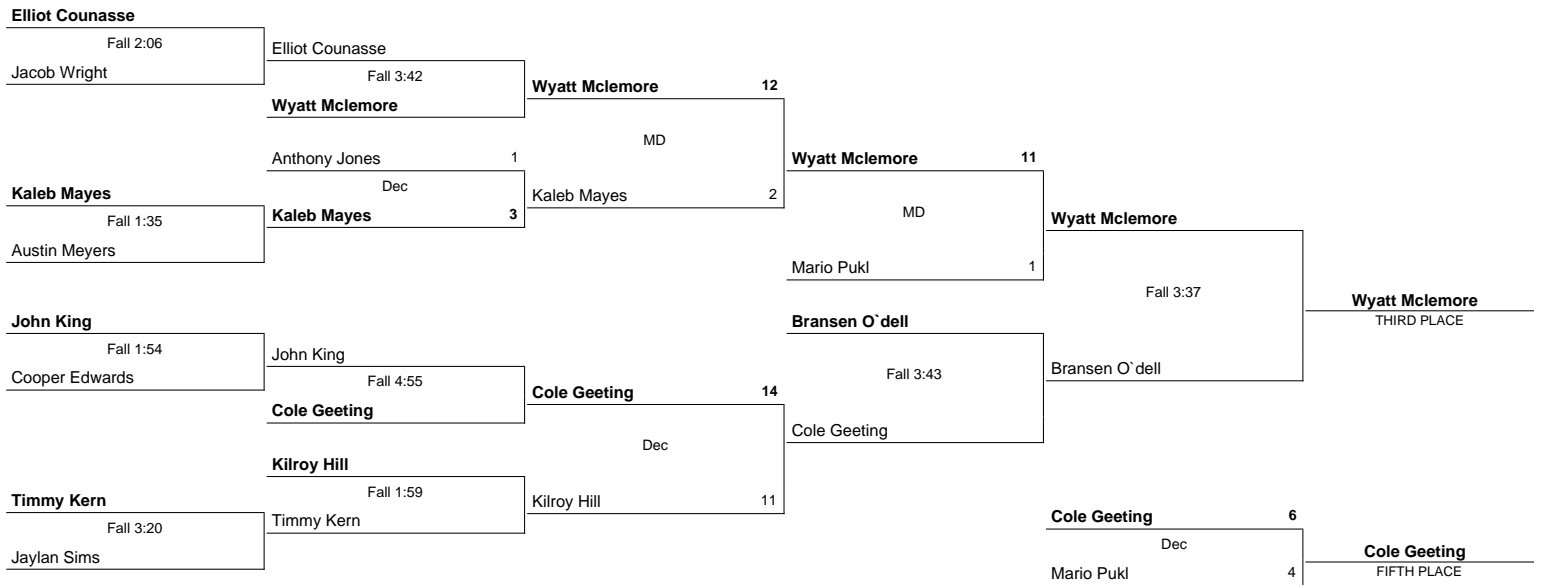 Elliot Counasse
Fall 2:06
Jacob Wright
Kaleb Mayes
Fall 1:35
Austin Meyers
John King
Fall 1:54
Cooper Edwards
Timmy Kern
Fall 3:20
Jaylan Sims
Elliot Counasse
Fall 3:42
Wyatt Mclemore
Anthony Jones 1
Dec
Kaleb Mayes 3
John King
Fall 4:55
Cole Geeting
Kilroy Hill
Fall 1:59
Timmy Kern
Wyatt Mclemore 12
MD
Kaleb Mayes 2
Cole Geeting 14
Dec
Kilroy Hill 11
Wyatt Mclemore 11
MD
Mario Pukl 1
Bransen O`dell
Fall 3:43
Cole Geeting
Wyatt Mclemore
Fall 3:37
Bransen O`dell
Cole Geeting 6
Dec
Mario Pukl 4
Wyatt Mclemore
THIRD PLACE
Cole Geeting
FIFTH PLACE